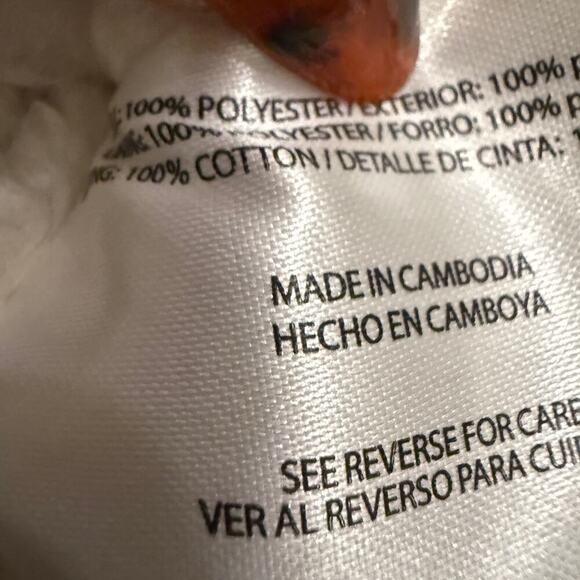 : 100% POLYESTER / EXTERIOR: 100%
100% POLYESTER / FORRO: 100%
100% COTTON / DETALLE DE CINTA:
MADE IN CAMBODIA
HECHO EN CAMBOYA
SEE REVERSE FOR CARE
VER AL REVERSO PARA